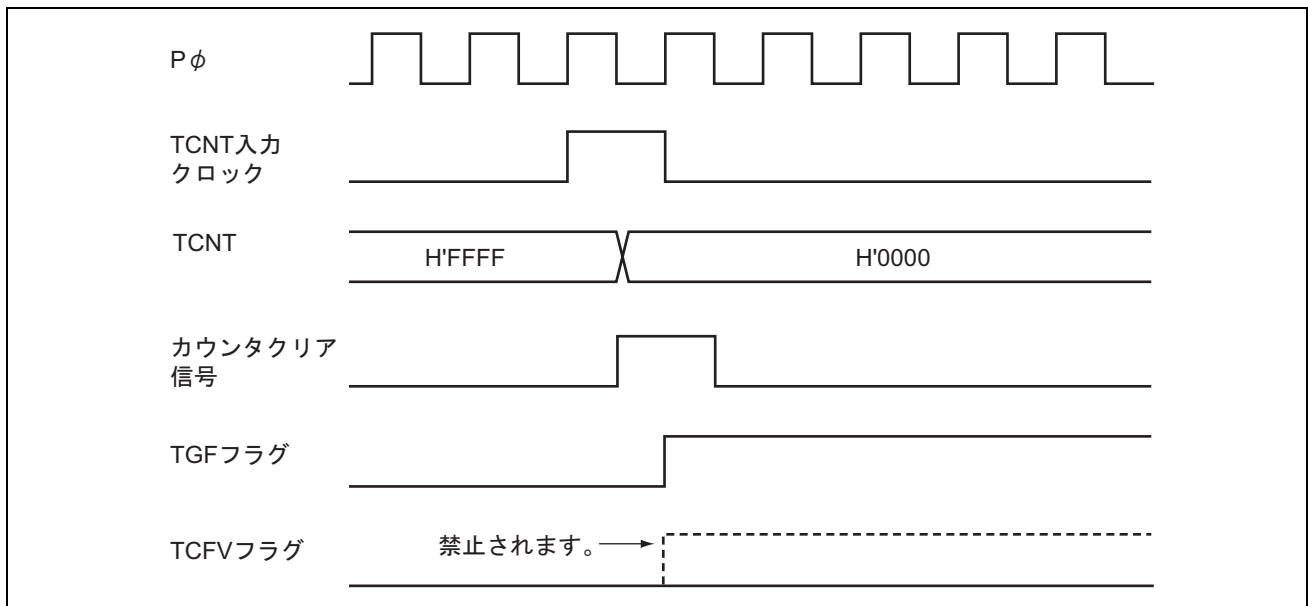 Pφ
TCNT入力
クロック
TCNT
H'FFFF
H'0000
カウンタクリア
信号
TGFフラグ
TCFVフラグ
禁止されます。